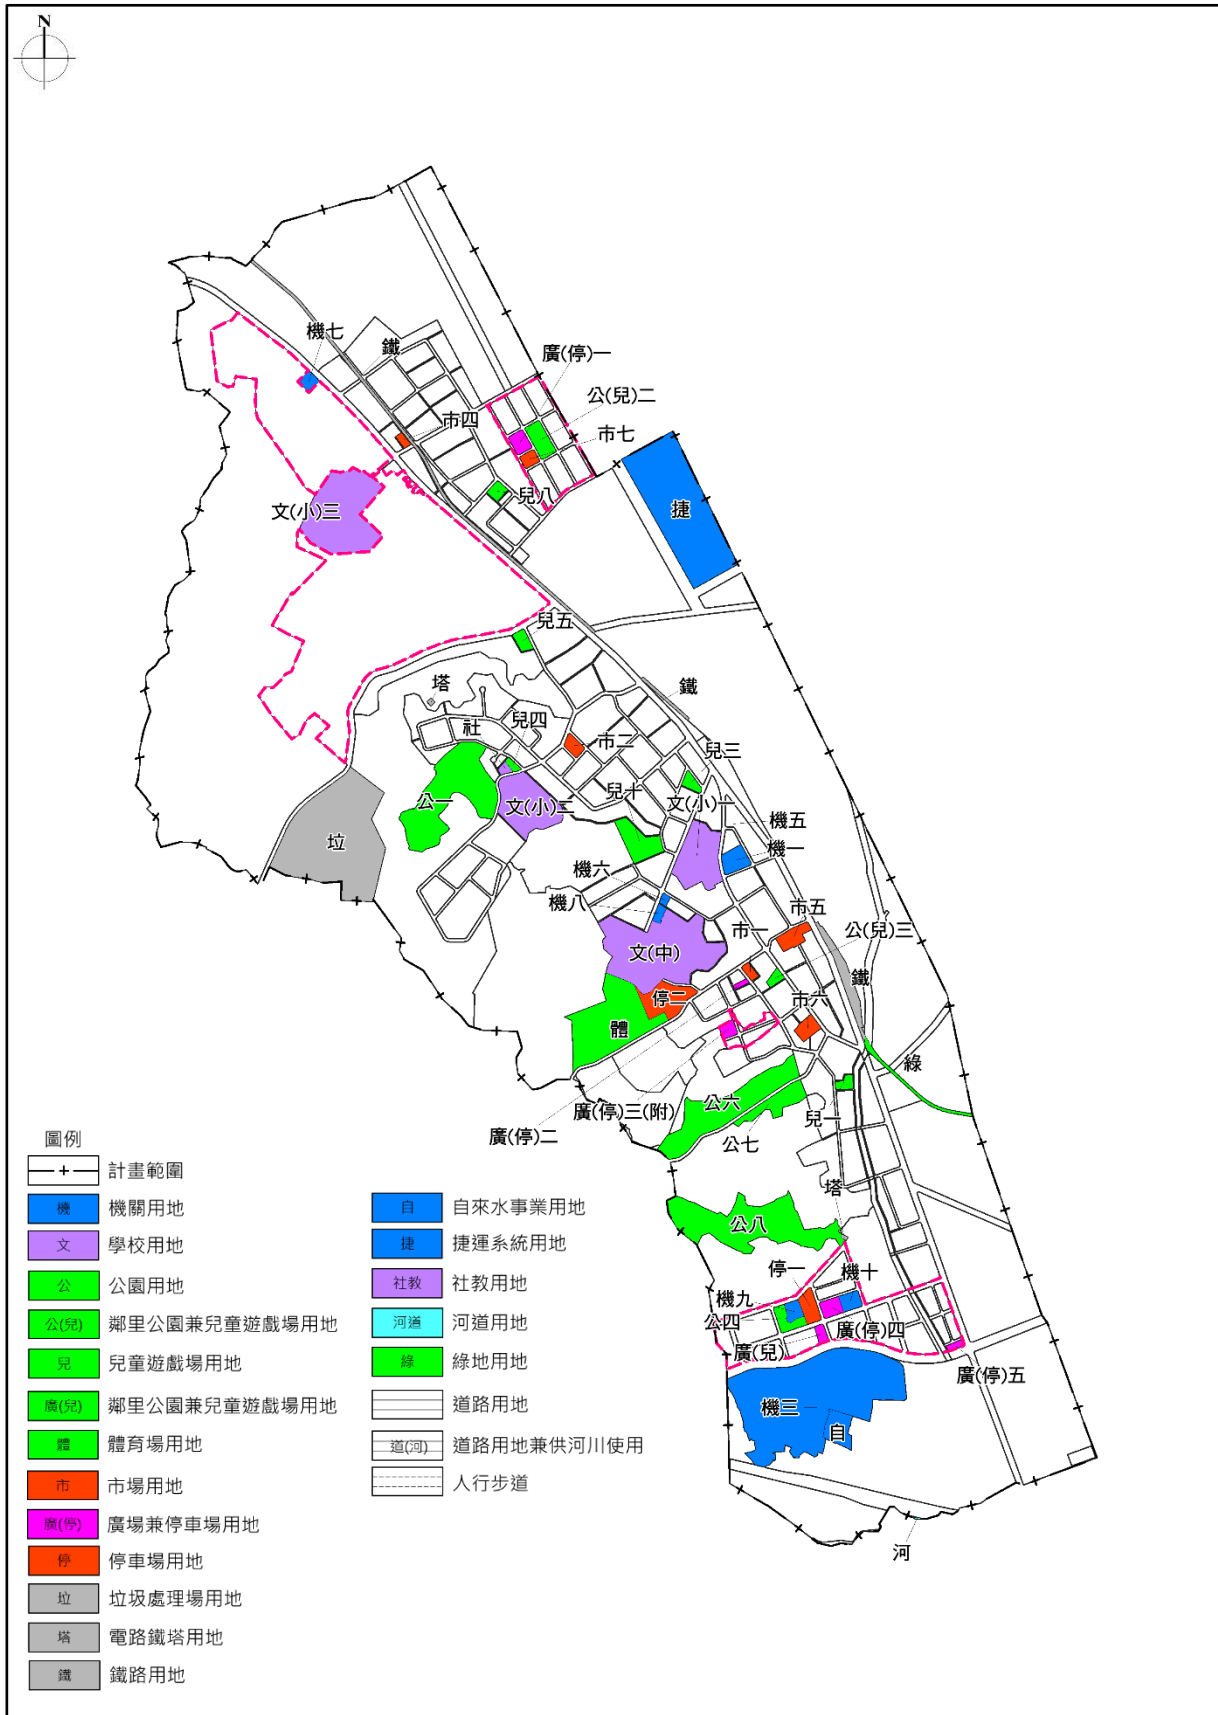 N
機七
鐵
廣(停)一
公(兒)二
市四
市七
兒八
捷
文(小)三
兒五
塔
鐵
社
兒四
市二
兒三
公一
文(小)二
兒十
文(小)一
機五
垃
機一
機六
機八
市五
市一
公(兒)三
文(中)
鐵
停二
市六
體
綠
公六
廣(停)三(附)
兒一
廣(停)二
公七
塔
公八
停一
機十
機九
公四
廣(停)四
廣(兒)
廣(停)五
機三
自
河
圖例
計畫範圍
機 機關用地
文 學校用地
公 公園用地
公(兒) 鄰里公園兼兒童遊戲場用地
兒 兒童遊戲場用地
廣(兒) 鄰里公園兼兒童遊戲場用地
體 體育場用地
市 市場用地
廣(停) 廣場兼停車場用地
停 停車場用地
垃 垃圾處理場用地
塔 電路鐵塔用地
鐵 鐵路用地
自 自來水事業用地
捷 捷運系統用地
社教 社教用地
河道 河道用地
綠 綠地用地
道路用地
道(河) 道路用地兼供河川使用
人行步道